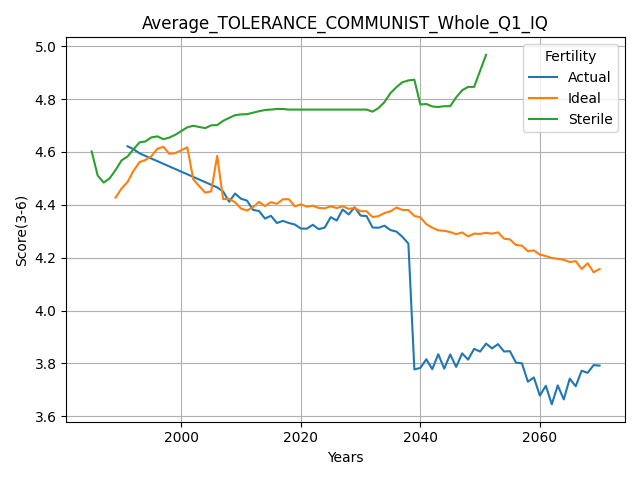 Average_TOLERANCE_COMMUNIST_Whole_Q1_IQ
Fertility
Actual
Ideal
Sterile
Score(3-6)
5.0
4.8
4.6
4.4
4.2
4.0
3.8
3.6
2000 2020 2040 2060
Years